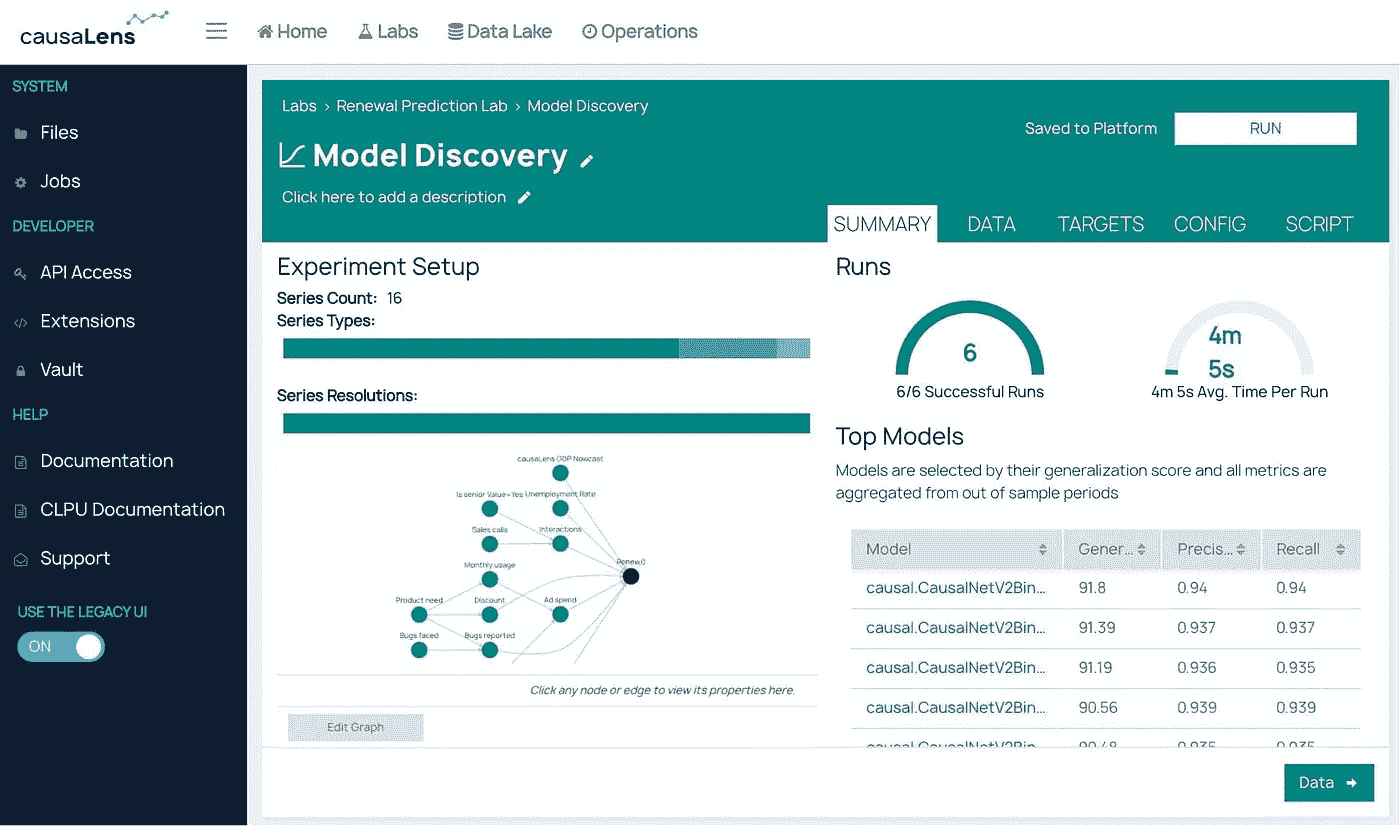 causaLens
Home
Labs
Data Lake
Operations
SYSTEM
Files
Jobs
DEVELOPER
API Access
Extensions
Vault
HELP
Documentation
CLPU Documentation
Support
USE THE LEGACY UI
ON
Labs > Renewal Prediction Lab > Model Discovery
Model Discovery
Click here to add a description
Saved to Platform
RUN
SUMMARY
DATA
TARGETS
CONFIG
SCRIPT
Experiment Setup
Series Count: 16
Series Types:
Series Resolutions:
causaLens GDP Nowcast
Is senior Value=Yes Unemployment Rate
Sales calls
Interactions
Monthly usage
Renew.0
Product need
Discount
Ad spend
Bugs faced
Bugs reported
Click any node or edge to view its properties here.
Edit Graph
Runs
6
6/6 Successful Runs
4m
5s
4m 5s Avg. Time Per Run
Top Models
Models are selected by their generalization score and all metrics are
aggregated from out of sample periods
Model Gener... Precis... Recall
causal.CausalNetV2Bin... 91.8 0.94 0.94
causal.CausalNetV2Bin... 91.39 0.937 0.937
causal.CausalNetV2Bin... 91.19 0.936 0.935
causal.CausalNetV2Bin... 90.56 0.939 0.939
causal.CausalNetV2Bin... 90.48 0.935 0.935
Data